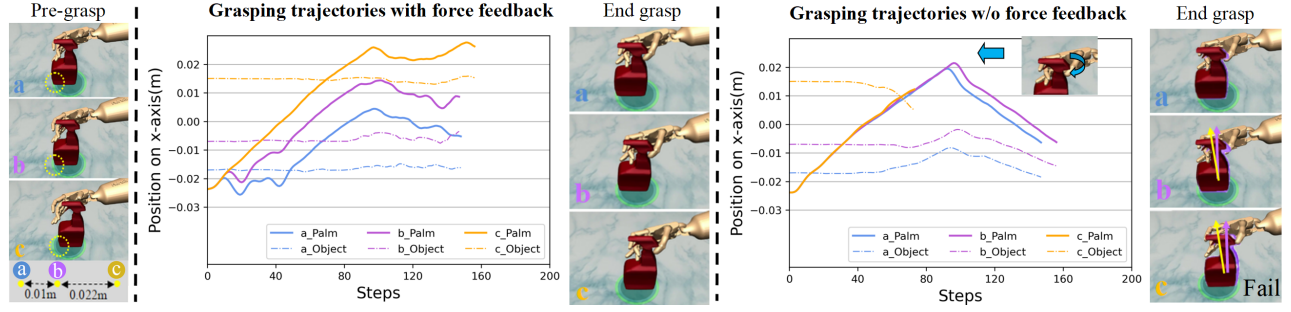 Pre-grasp
a
b
c
a b c
0.01m 0.022m
Grasping trajectories with force feedback
Position on x-axis(m)
0.02
0.01
0.00
−0.01
−0.02
−0.03
a_Palm b_Palm c_Palm
a_Object b_Object c_Object
0 40 80 120 160 200
Steps
End grasp
a
b
c
Grasping trajectories w/o force feedback
Position on x-axis(m)
0.02
0.01
0.00
−0.01
−0.02
−0.03
a_Palm b_Palm c_Palm
a_Object b_Object c_Object
0 40 80 120 160 200
Steps
End grasp
a
b
c
Fail